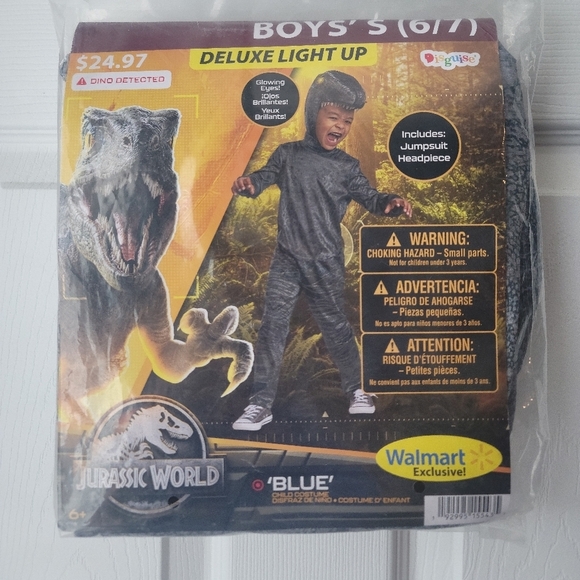 BOYS' S (6/7)
$24.97
DELUXE LIGHT UP
Disguise
DINO DETECTED
Glowing
Eyes!
¡Ojos
Brillantes!
Yeux
Brillants!
Includes:
Jumpsuit
Headpiece
WARNING:
CHOKING HAZARD – Small parts.
Not for children under 3 years.
ADVERTENCIA:
PELIGRO DE AHOGARSE
– Piezas pequeñas.
No es apto para niños menores de 3 años.
ATTENTION:
RISQUE D'ÉTOUFFEMENT
– Petites pièces.
Ne convient pas aux enfants de moins de 3 ans.
JURASSIC WORLD
Walmart
Exclusive!
'BLUE'
CHILD COSTUME
DISFRAZ DE NIÑO • COSTUME D'ENFANT
6+